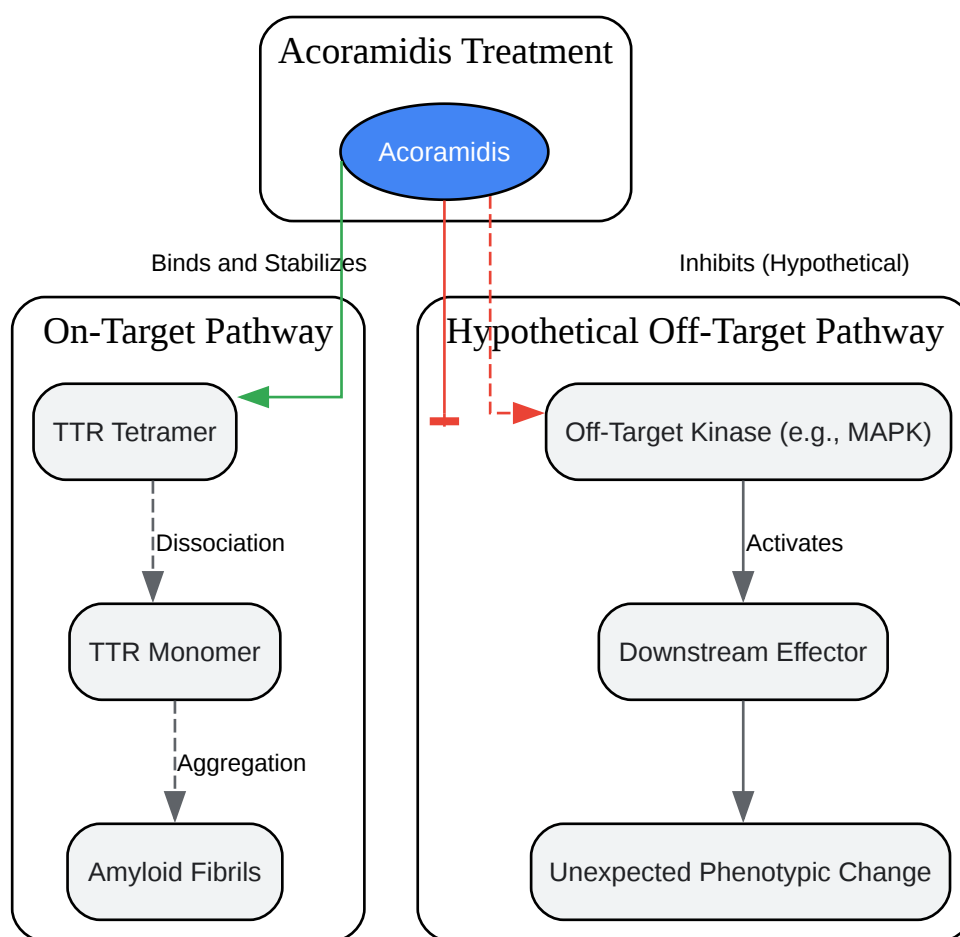 Acoramidis Treatment
Acoramidis
Binds and Stabilizes
Inhibits (Hypothetical)
On-Target Pathway
TTR Tetramer
Dissociation
TTR Monomer
Aggregation
Amyloid Fibrils
Hypothetical Off-Target Pathway
Off-Target Kinase (e.g., MAPK)
Activates
Downstream Effector
Unexpected Phenotypic Change